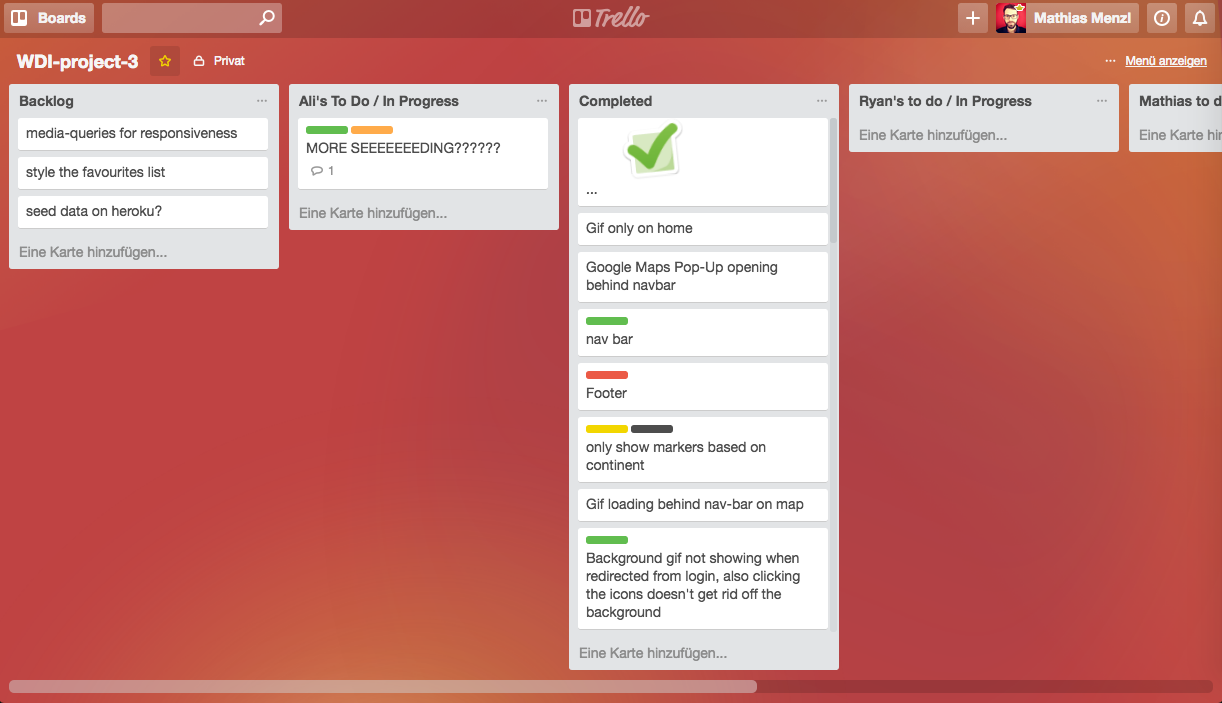 Boards
Trello
Mathias Menzl
WDI-project-3
Privat
... Menü anzeigen
Backlog ...
media-queries for responsiveness
style the favourites list
seed data on heroku?
Eine Karte hinzufügen...
Ali's To Do / In Progress ...
MORE SEEEEEEEDING??????
1
Eine Karte hinzufügen...
Completed ...
...
Gif only on home
Google Maps Pop-Up opening
behind navbar
nav bar
Footer
only show markers based on
continent
Gif loading behind nav-bar on map
Background gif not showing when
redirected from login, also clicking
the icons doesn't get rid off the
background
Eine Karte hinzufügen...
Ryan's to do / In Progress ...
Eine Karte hinzufügen...
Mathias to d
Eine Karte hin